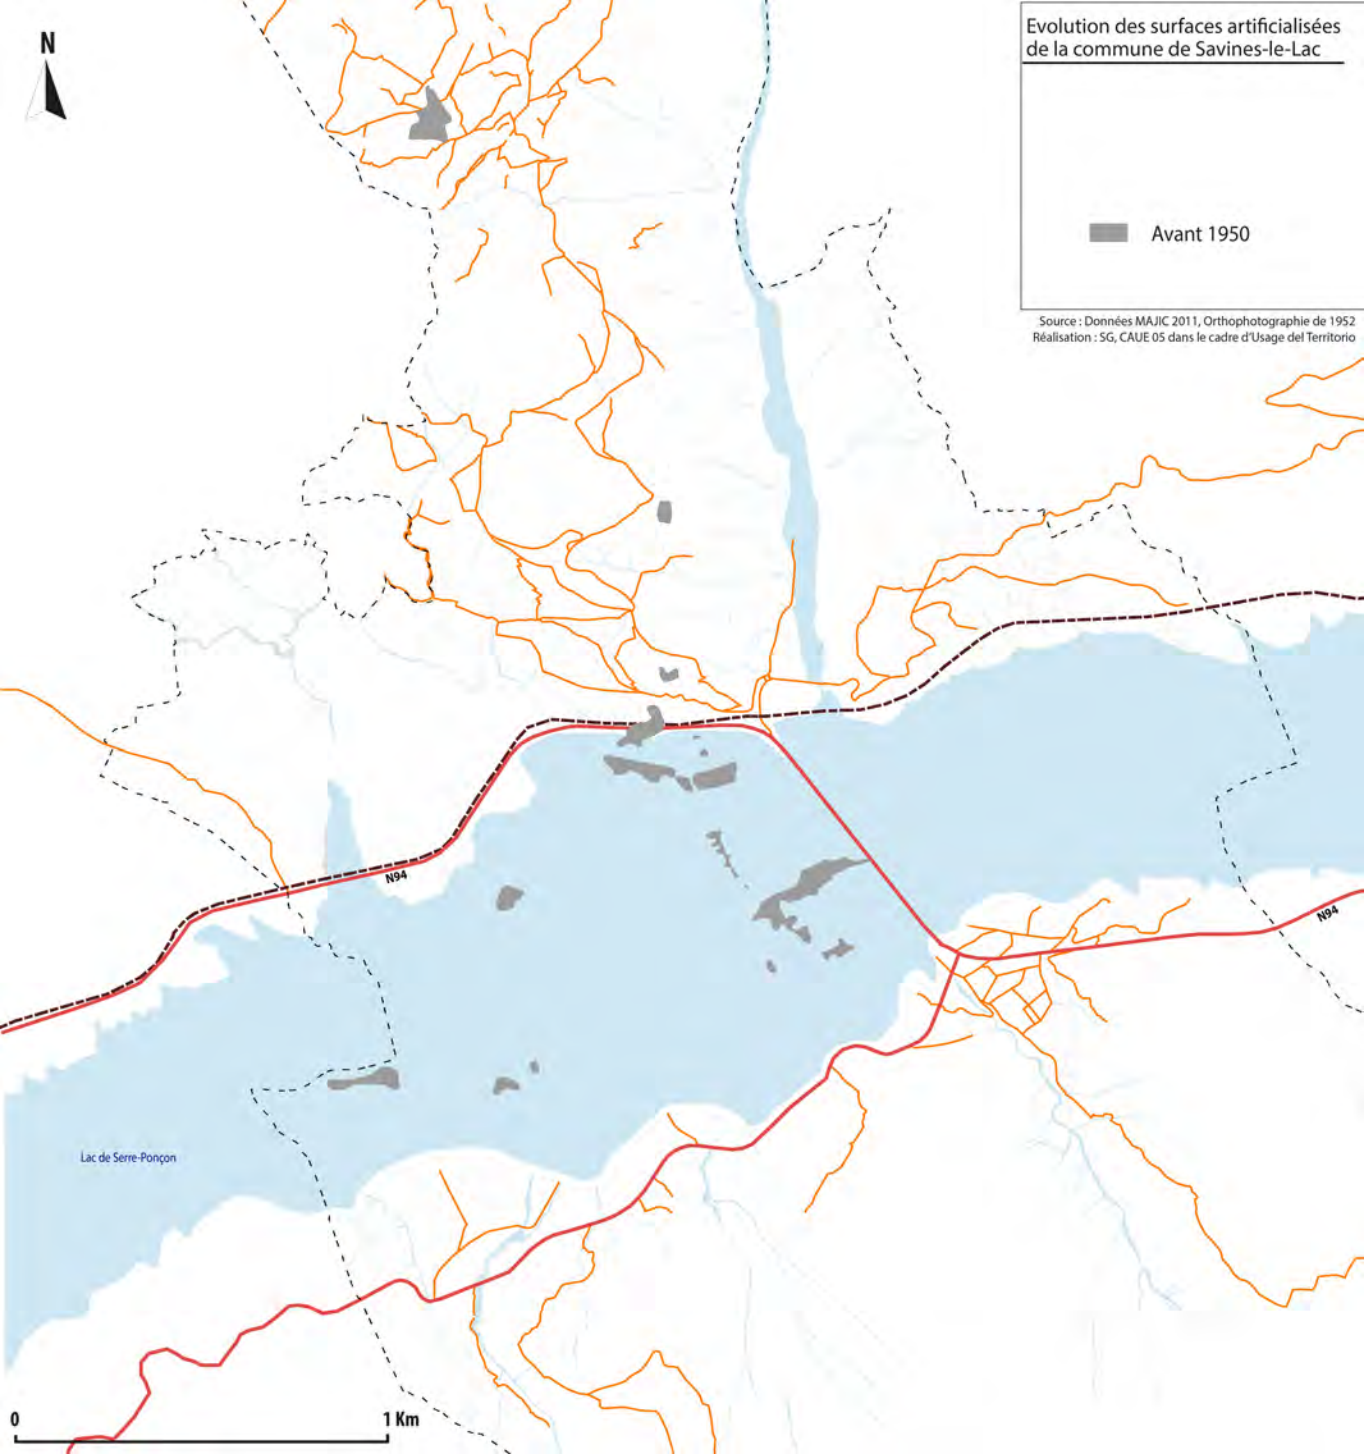 N
Evolution des surfaces artificialisées
de la commune de Savines-le-Lac
Avant 1950
Source : Données MAJIC 2011, Orthophotographie de 1952
Réalisation : SG, CAUE 05 dans le cadre d'Usage del Territorio
N94
N94
Lac de Serre-Ponçon
0
1 Km